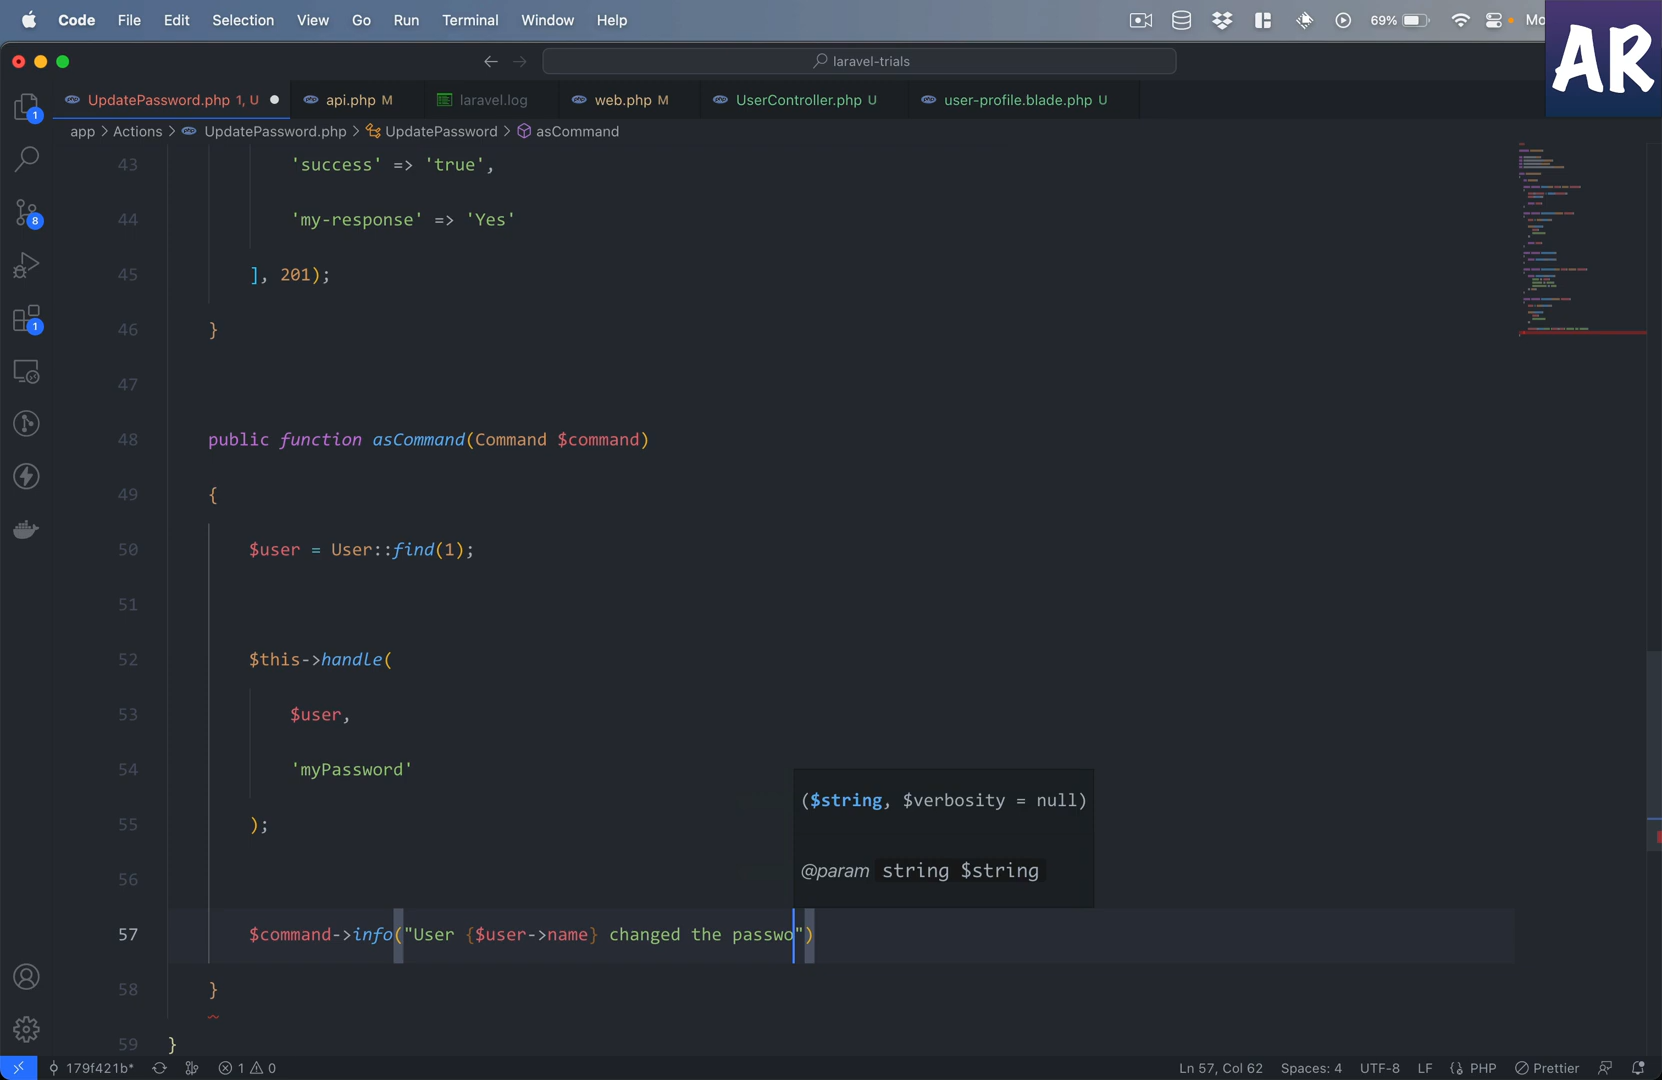 Code File Edit Selection View Go Run Terminal Window Help 69% Mo
AR
laravel-trials
UpdatePassword.php 1, U api.php M laravel.log web.php M UserController.php U user-profile.blade.php U
app > Actions > UpdatePassword.php > UpdatePassword > asCommand
43 'success' => 'true',
44 'my-response' => 'Yes'
45 ], 201);
46 }
47
48 public function asCommand(Command $command)
49 {
50 $user = User::find(1);
51
52 $this->handle(
53 $user,
54 'myPassword'
55 );
($string, $verbosity = null)
@param string $string
56
57 $command->info("User {$user->name} changed the passwo")
58 }
59 }
1
8
1
179f421b* 1 0 Ln 57, Col 62 Spaces: 4 UTF-8 LF PHP Prettier